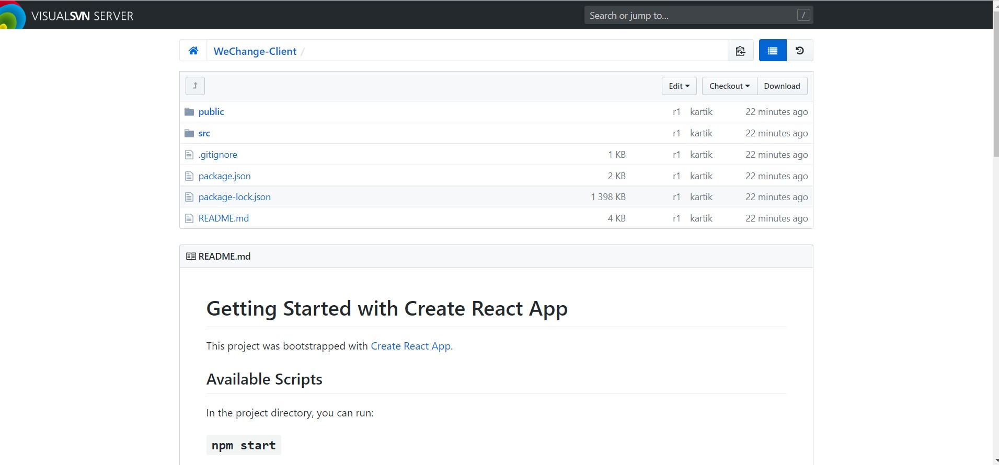 VISUALSVN SERVER
Search or jump to... /
WeChange-Client /
Edit Checkout Download
public r1 kartik 22 minutes ago
src r1 kartik 22 minutes ago
.gitignore 1 KB r1 kartik 22 minutes ago
package.json 2 KB r1 kartik 22 minutes ago
package-lock.json 1 398 KB r1 kartik 22 minutes ago
README.md 4 KB r1 kartik 22 minutes ago
README.md
Getting Started with Create React App
This project was bootstrapped with Create React App.
Available Scripts
In the project directory, you can run:
npm start